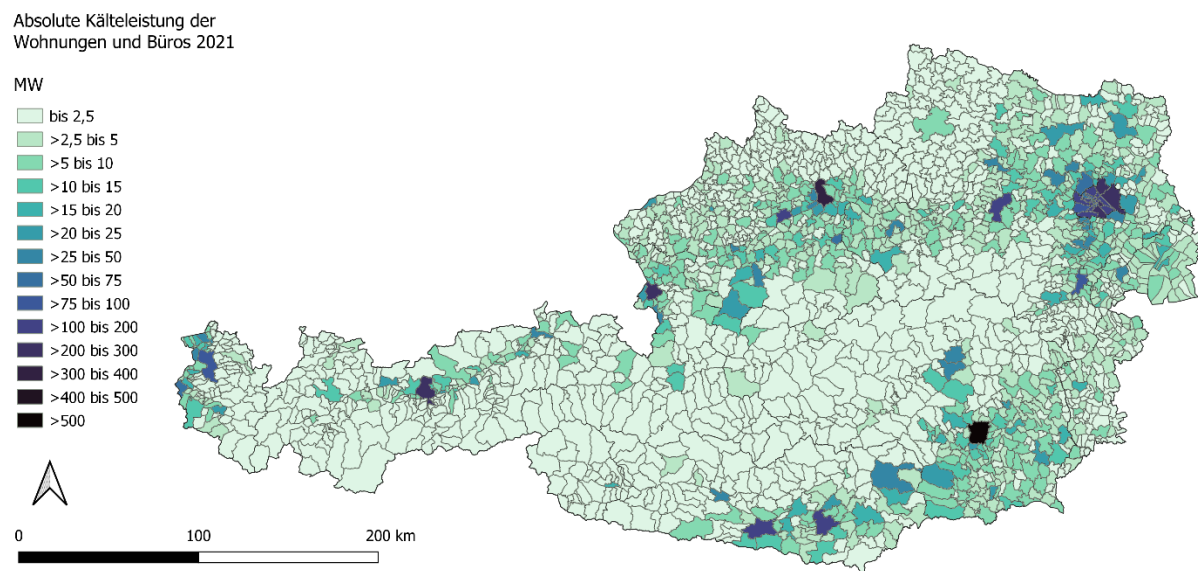 Absolute Kälteleistung der
Wohnungen und Büros 2021
MW
bis 2,5
>2,5 bis 5
>5 bis 10
>10 bis 15
>15 bis 20
>20 bis 25
>25 bis 50
>50 bis 75
>75 bis 100
>100 bis 200
>200 bis 300
>300 bis 400
>400 bis 500
>500
0 100 200 km